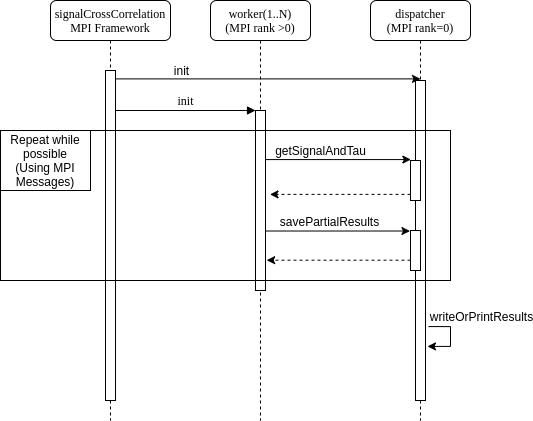 signalCrossCorrelation
MPI Framework
worker(1..N)
(MPI rank >0)
dispatcher
(MPI rank=0)
init
init
Repeat while
possible
(Using MPI
Messages)
getSignalAndTau
savePartialResults
writeOrPrintResults